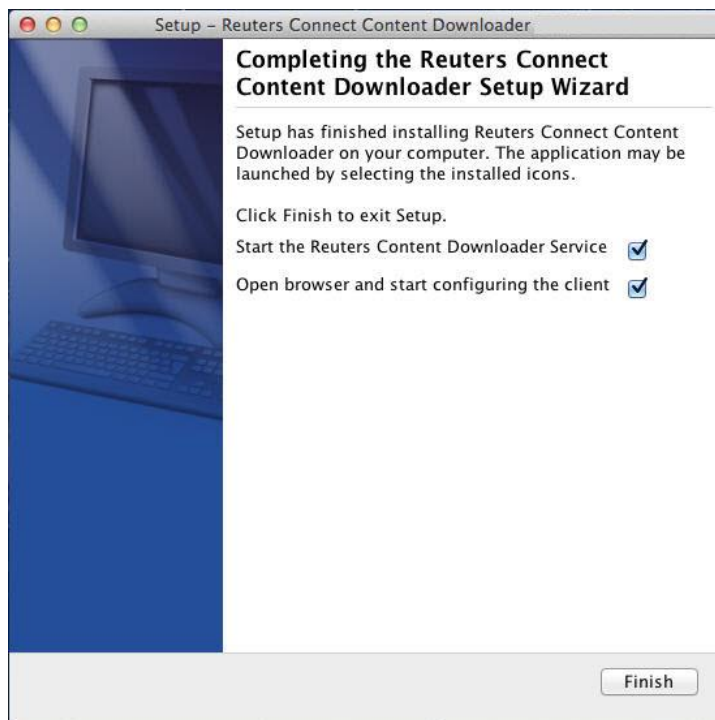 Setup – Reuters Connect Content Downloader
Completing the Reuters Connect
Content Downloader Setup Wizard
Setup has finished installing Reuters Connect Content
Downloader on your computer. The application may be
launched by selecting the installed icons.
Click Finish to exit Setup.
Start the Reuters Content Downloader Service
Open browser and start configuring the client
Finish